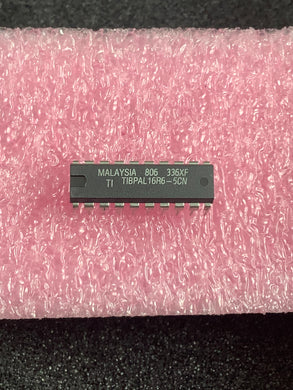 MALAYSIA 806 336XF
TI TIBPAL16R6-5CN